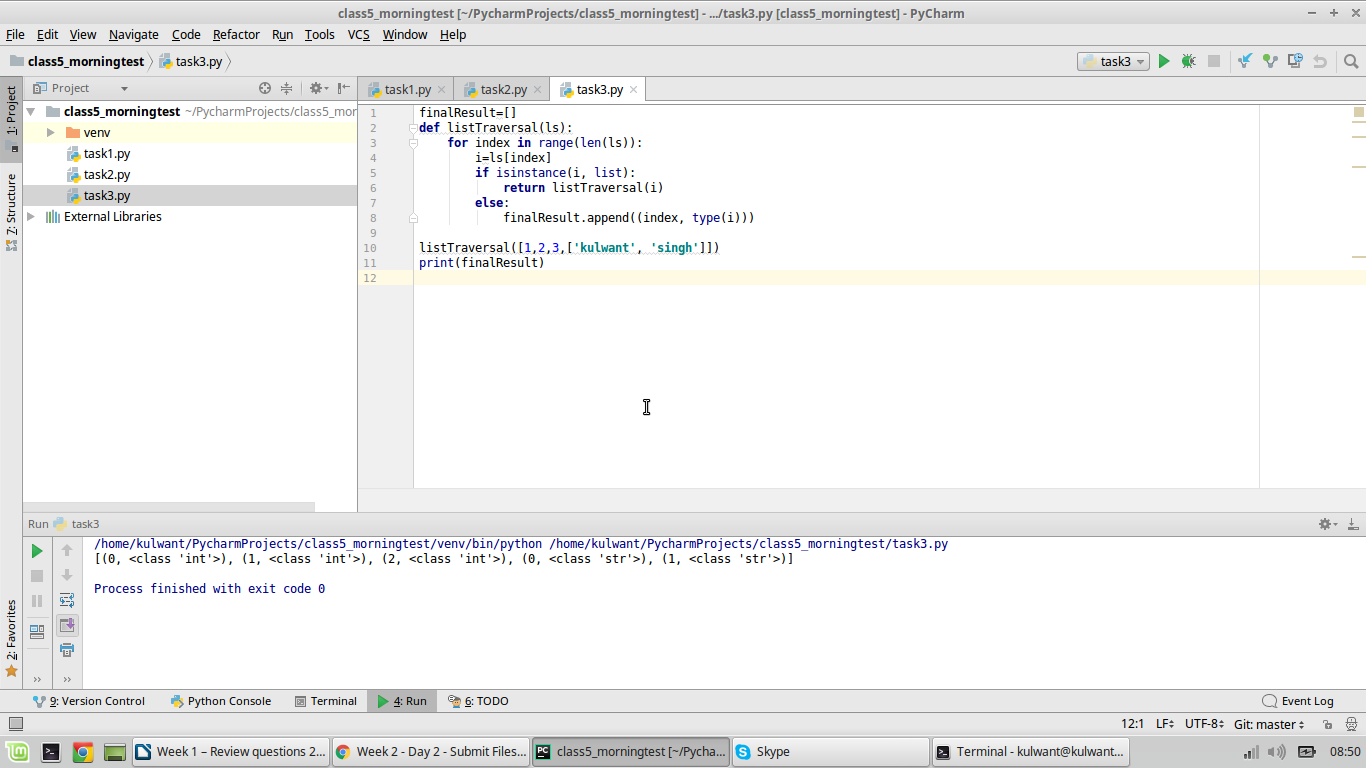 class5_morningtest [~/PycharmProjects/class5_morningtest] - .../task3.py [class5_morningtest] - PyCharm
File Edit View Navigate Code Refactor Run Tools VCS Window Help
class5_morningtest task3.py task3
Project task1.py task2.py task3.py
1: Project
7: Structure
2: Favorites
class5_morningtest ~/PycharmProjects/class5_mor
venv
task1.py
task2.py
task3.py
External Libraries
1 finalResult=[]
2 def listTraversal(ls):
3 for index in range(len(ls)):
4 i=ls[index]
5 if isinstance(i, list):
6 return listTraversal(i)
7 else:
8 finalResult.append((index, type(i)))
9
10 listTraversal([1,2,3,['kulwant', 'singh']])
11 print(finalResult)
12
Run task3
/home/kulwant/PycharmProjects/class5_morningtest/venv/bin/python /home/kulwant/PycharmProjects/class5_morningtest/task3.py
[(0, <class 'int'>), (1, <class 'int'>), (2, <class 'int'>), (0, <class 'str'>), (1, <class 'str'>)]
Process finished with exit code 0
9: Version Control Python Console Terminal 4: Run 6: TODO Event Log
12:1 LF UTF-8 Git: master
Week 1 – Review questions 2... Week 2 - Day 2 - Submit Files... class5_morningtest [~/Pycha... Skype Terminal - kulwant@kulwant... 08:50